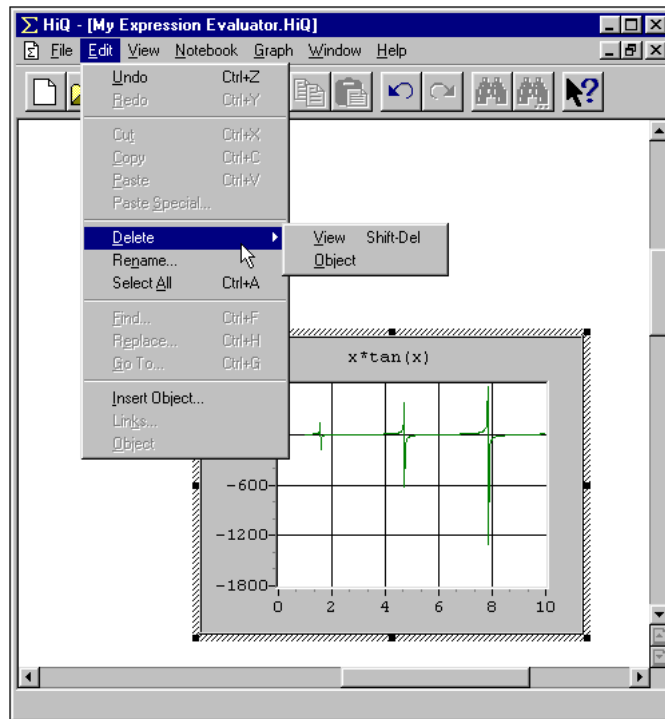 HiQ - [My Expression Evaluator.HiQ]
File Edit View Notebook Graph Window Help
Undo Ctrl+Z
Redo Ctrl+Y
Cut Ctrl+X
Copy Ctrl+C
Paste Ctrl+V
Paste Special...
Delete
View Shift-Del
Rename...
Object
Select All Ctrl+A
Find... Ctrl+F
Replace... Ctrl+H
Go To... Ctrl+G
x*tan(x)
Insert Object...
Links...
Object
-600
-1200
-1800
0 2 4 6 8 10